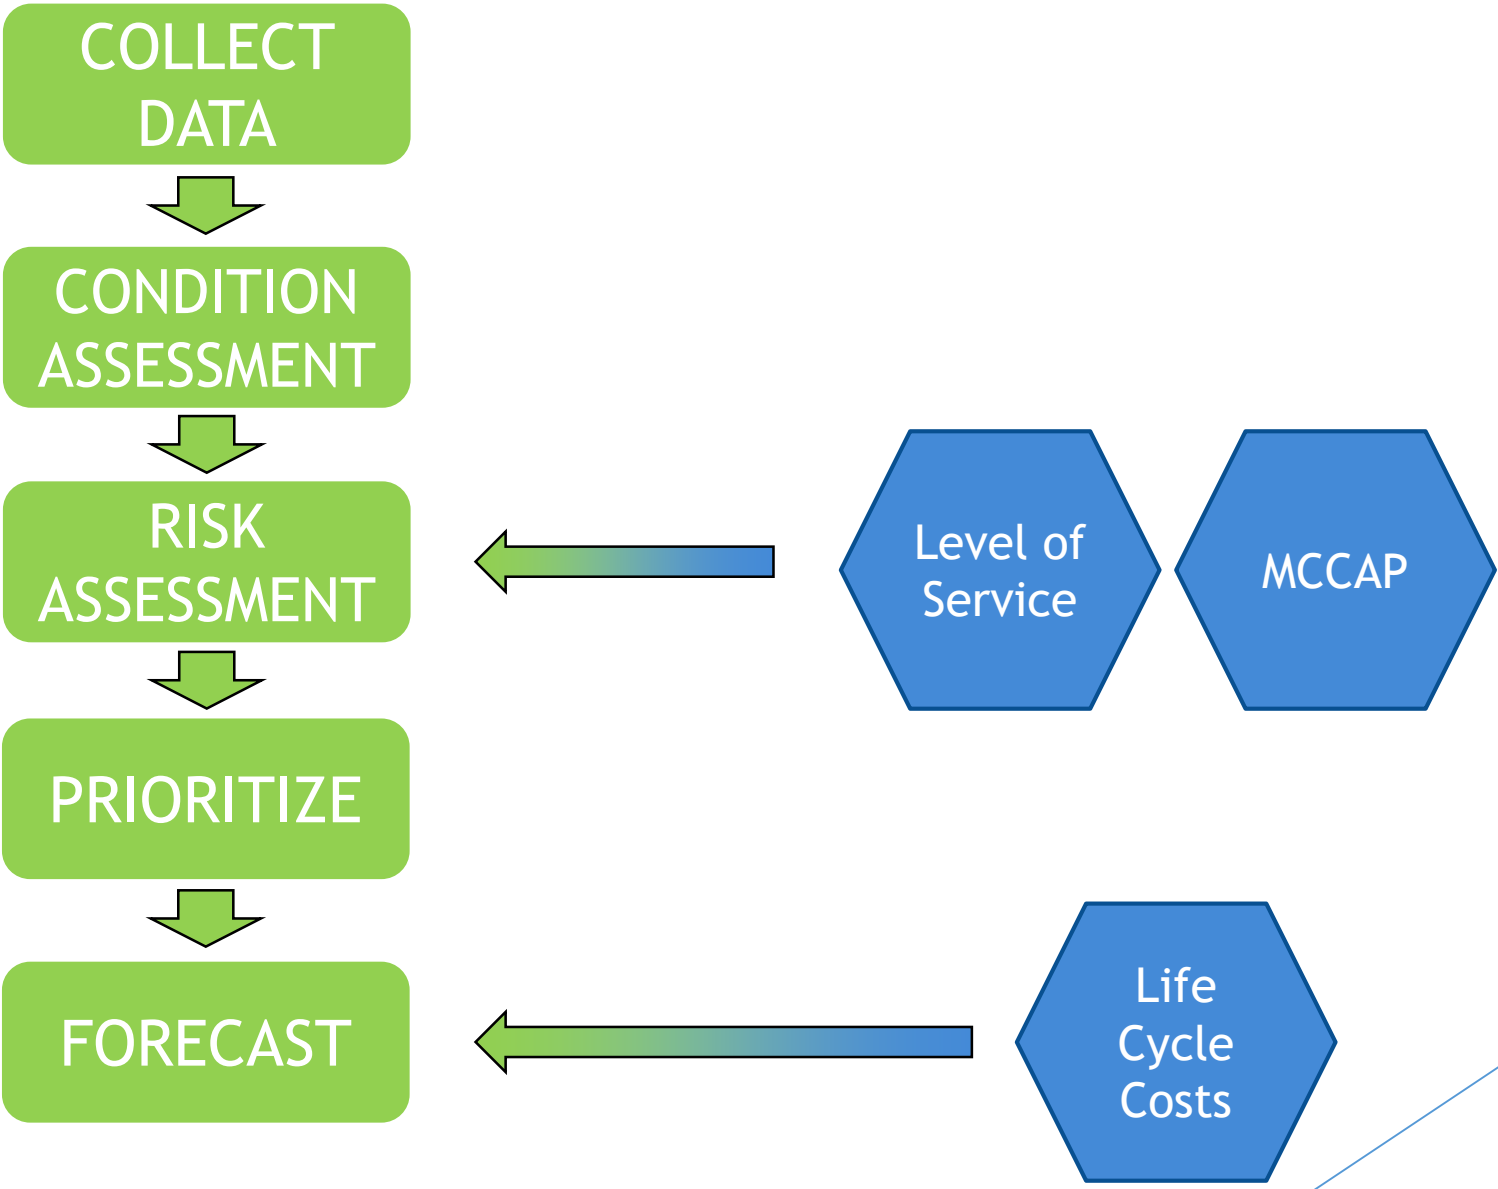 COLLECT
DATA
CONDITION
ASSESSMENT
RISK
ASSESSMENT
Level of
Service
MCCAP
PRIORITIZE
FORECAST
Life
Cycle
Costs